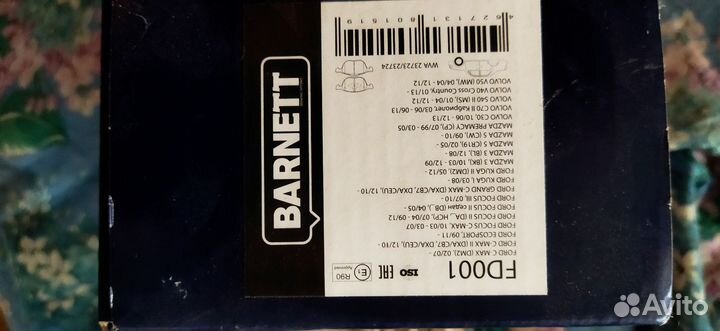 BARNETT
FD001
ISO
EAC
E1
R90
Approved
FORD C-MAX (DM2), 02/07 -
FORD C-MAX II (DXA/CB7, DXA/CEU), 12/10 -
FORD ECOSPORT, 09/11 -
FORD FOCUS C-MAX, 10/03 - 03/07
FORD FOCUS II (DA_, HCP), 07/04 - 09/12
FORD FOCUS II седан (DB_), 04/05 -
FORD FOCUS III, 07/10 -
FORD GRAND C-MAX (DXA/CB7, DXA/CEU), 12/10 -
FORD KUGA I, 03/08 -
FORD KUGA II (DM2), 05/12 -
MAZDA 3 (BK), 10/03 - 12/09
MAZDA 3 (BL), 12/08 -
MAZDA 5 (CR19), 02/05 -
MAZDA 5 (CW), 09/10 -
MAZDA PREMACY (CP), 07/99 - 03/05
VOLVO C30, 10/06 - 12/13
VOLVO C70 II Кабриолет, 03/06 - 06/13
VOLVO S40 II (MS), 01/04 - 12/12
VOLVO V40 Cross Country, 01/13 -
VOLVO V50 (MW), 04/04 - 12/12
WVA 23723/23724
4 627131 801519
Avito